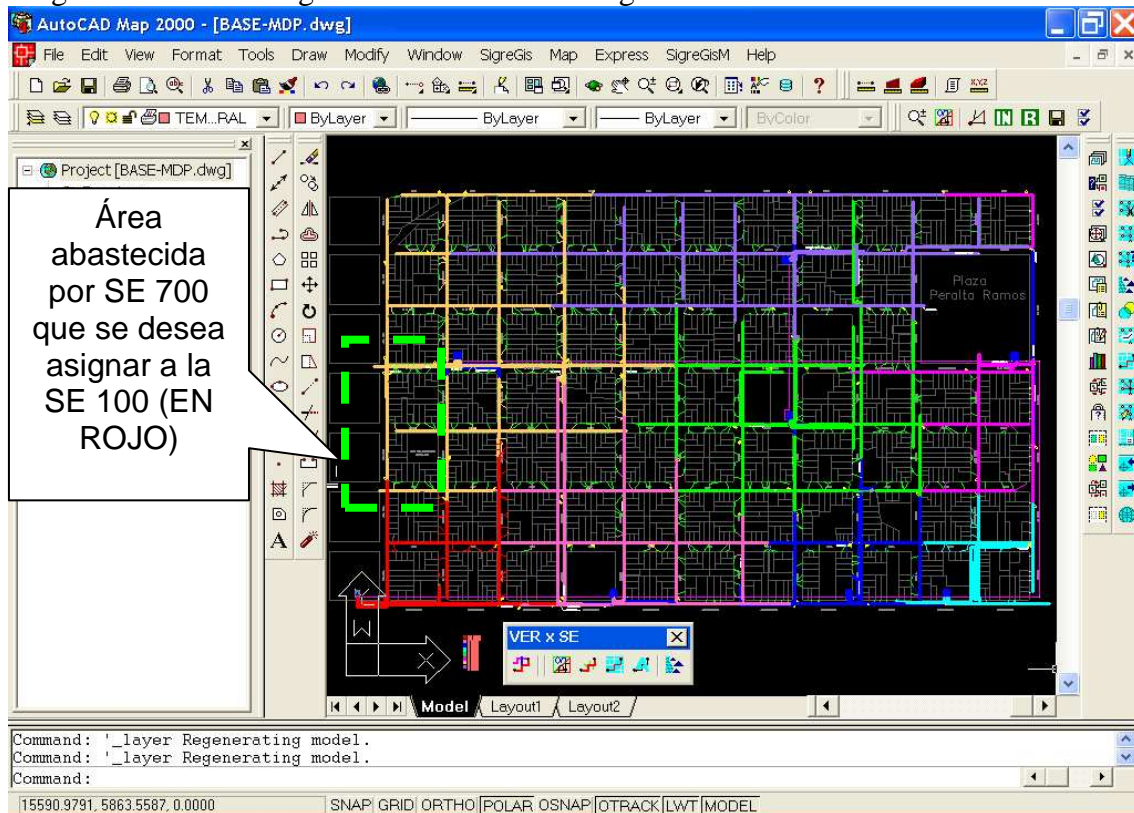 AutoCAD Map 2000 - [BASE-MDP.dwg]
File Edit View Format Tools Draw Modify Window SigreGis Map Express SigreGisM Help
TEM...RAL ByLayer ByLayer ByLayer ByColor
Project [BASE-MDP.dwg]
Área
abastecida
por SE 700
que se desea
asignar a la
SE 100 (EN
ROJO)
Plaza
Peralta Ramos
W
X
VER x SE
Model Layout1 Layout2
Command: '_layer Regenerating model.
Command: '_layer Regenerating model.
Command:
15590.9791, 5863.5587, 0.0000 SNAP GRID ORTHO POLAR OSNAP OTRACK LWT MODEL